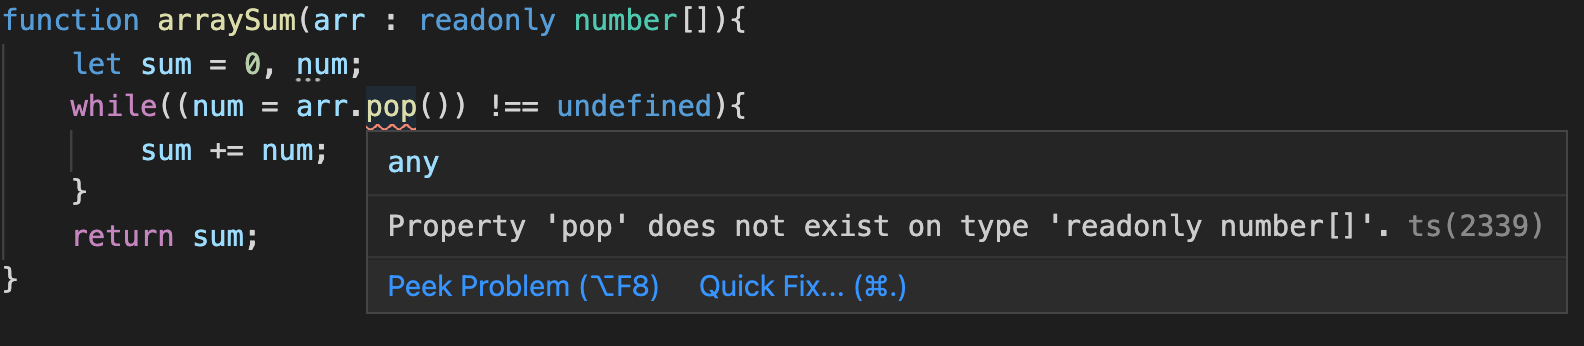 function arraySum(arr : readonly number[]){
let sum = 0, num;
while((num = arr.pop()) !== undefined){
sum += num;
}
return sum;
}
any
Property 'pop' does not exist on type 'readonly number[]'. ts(2339)
Peek Problem (⌥F8) Quick Fix... (⌘.)